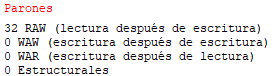 Parones
32 RAW (lectura después de escritura)
0 WAW (escritura después de escritura)
0 WAR (escritura después de lectura)
0 Estructurales